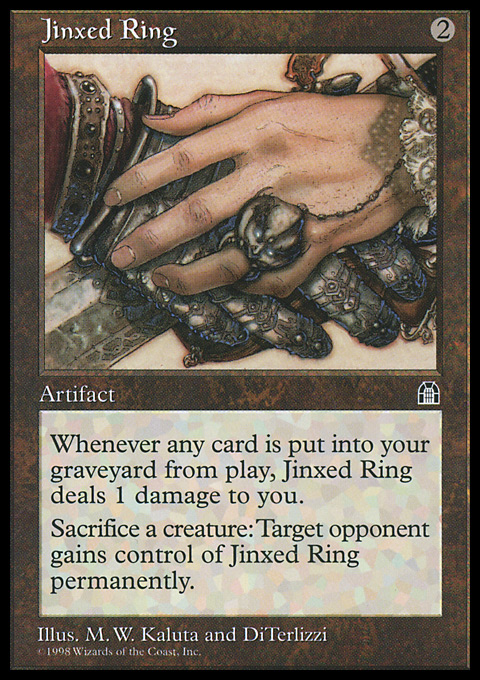 Jinxed Ring 2
Artifact
Whenever any card is put into your
graveyard from play, Jinxed Ring
deals 1 damage to you.
Sacrifice a creature: Target opponent
gains control of Jinxed Ring
permanently.
Illus. M. W. Kaluta and DiTerlizzi
©1998 Wizards of the Coast, Inc.